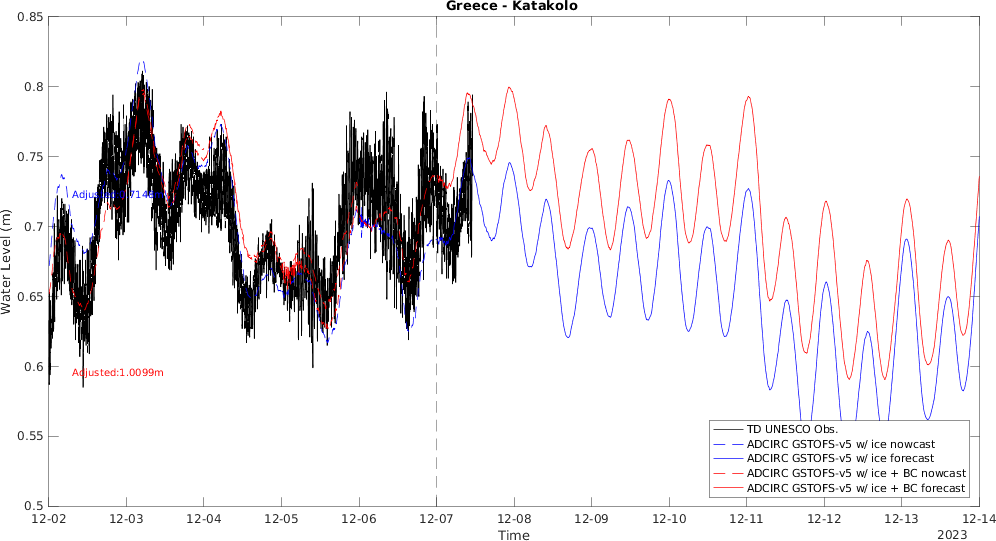 Greece - Katakolo
0.85
0.8
0.75
0.7
0.65
0.6
0.55
0.5
Water Level (m)
Adjusted:1.0099m
TD UNESCO Obs.
ADCIRC GSTOFS-v5 w/ ice nowcast
ADCIRC GSTOFS-v5 w/ ice forecast
ADCIRC GSTOFS-v5 w/ ice + BC nowcast
ADCIRC GSTOFS-v5 w/ ice + BC forecast
12-02 12-03 12-04 12-05 12-06 12-07 12-08 12-09 12-10 12-11 12-12 12-13 12-14
Time
2023